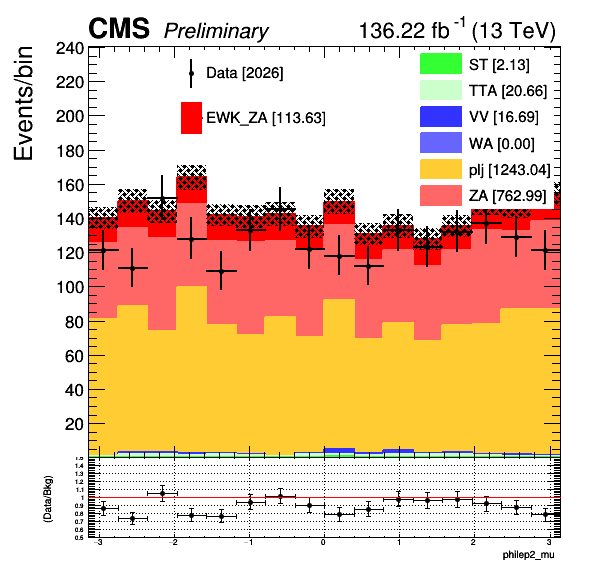 CMS Preliminary 136.22 fb⁻¹ (13 TeV)
Events/bin
240
220
200
180
160
140
120
100
80
60
40
20
Data [2026]
EWK_ZA [113.63]
ST [2.13]
TTA [20.66]
VV [16.69]
WA [0.00]
plj [1243.04]
ZA [762.99]
(Data/Bkg)
1.5
1.4
1.3
1.2
1.1
1
0.9
0.8
0.7
0.6
0.5
−3 −2 −1 0 1 2 3
philep2_mu